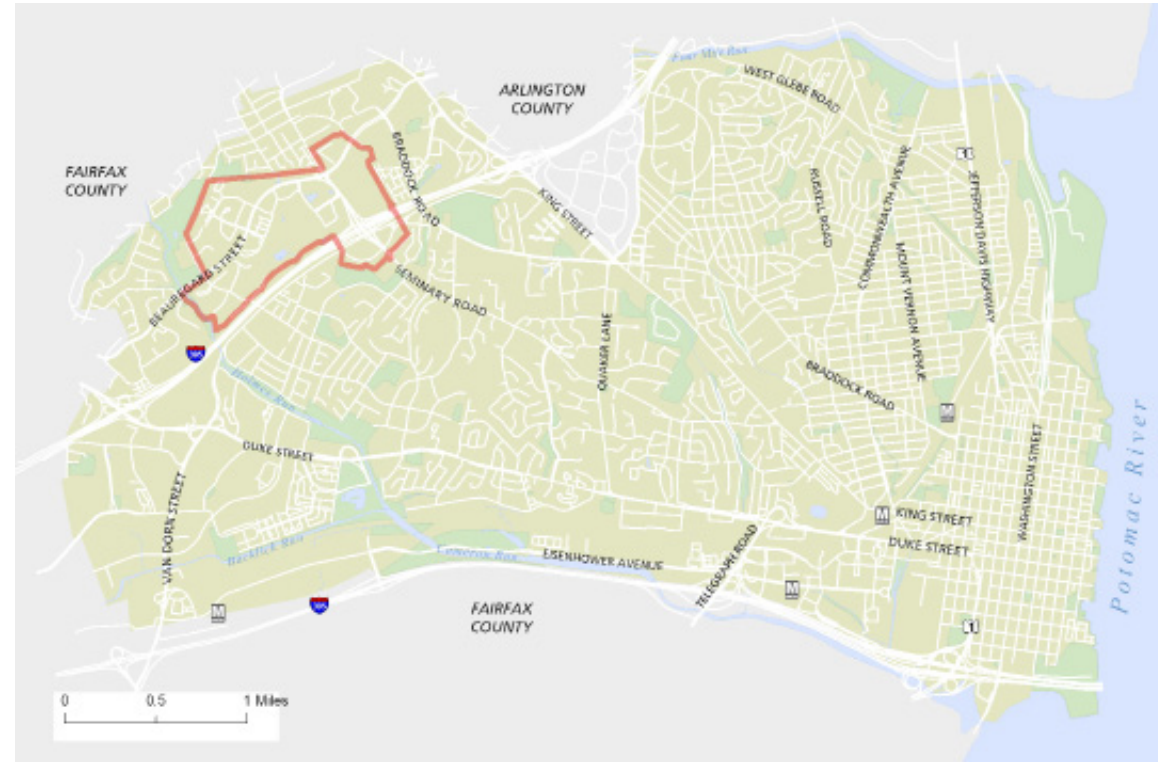 Four Mile Run
WEST GLEBE ROAD
ARLINGTON
COUNTY
BRADDOCK ROAD
FAIRFAX
COUNTY
1
KING STREET
RUSSELL ROAD
COMMONWEALTH AVENUE
JEFFERSON DAVIS HIGHWAY
MOUNT VERNON AVENUE
BEAUREGARD STREET
SEMINARY ROAD
QUAKER LANE
BRADDOCK ROAD
Holmes Run
M
DUKE STREET
WASHINGTON STREET
Potomac River
VAN DORN STREET
M
KING STREET
DUKE STREET
Backlick Run
Cameron Run
EISENHOWER AVENUE
TELEGRAPH ROAD
M
M
FAIRFAX
COUNTY
1
0 0.5 1 Miles